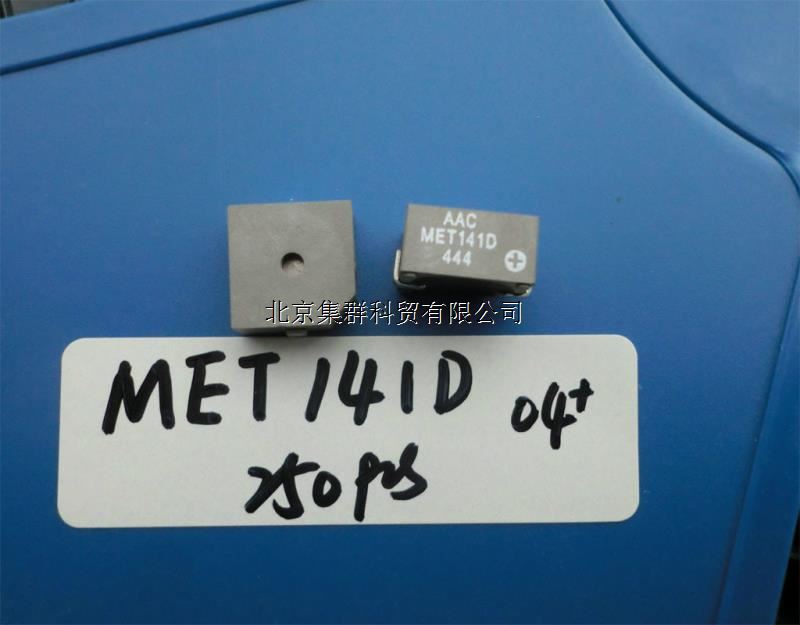 AAC
MET141D
444
北京集群科贸有限公司
MET141D 04+
250pcs